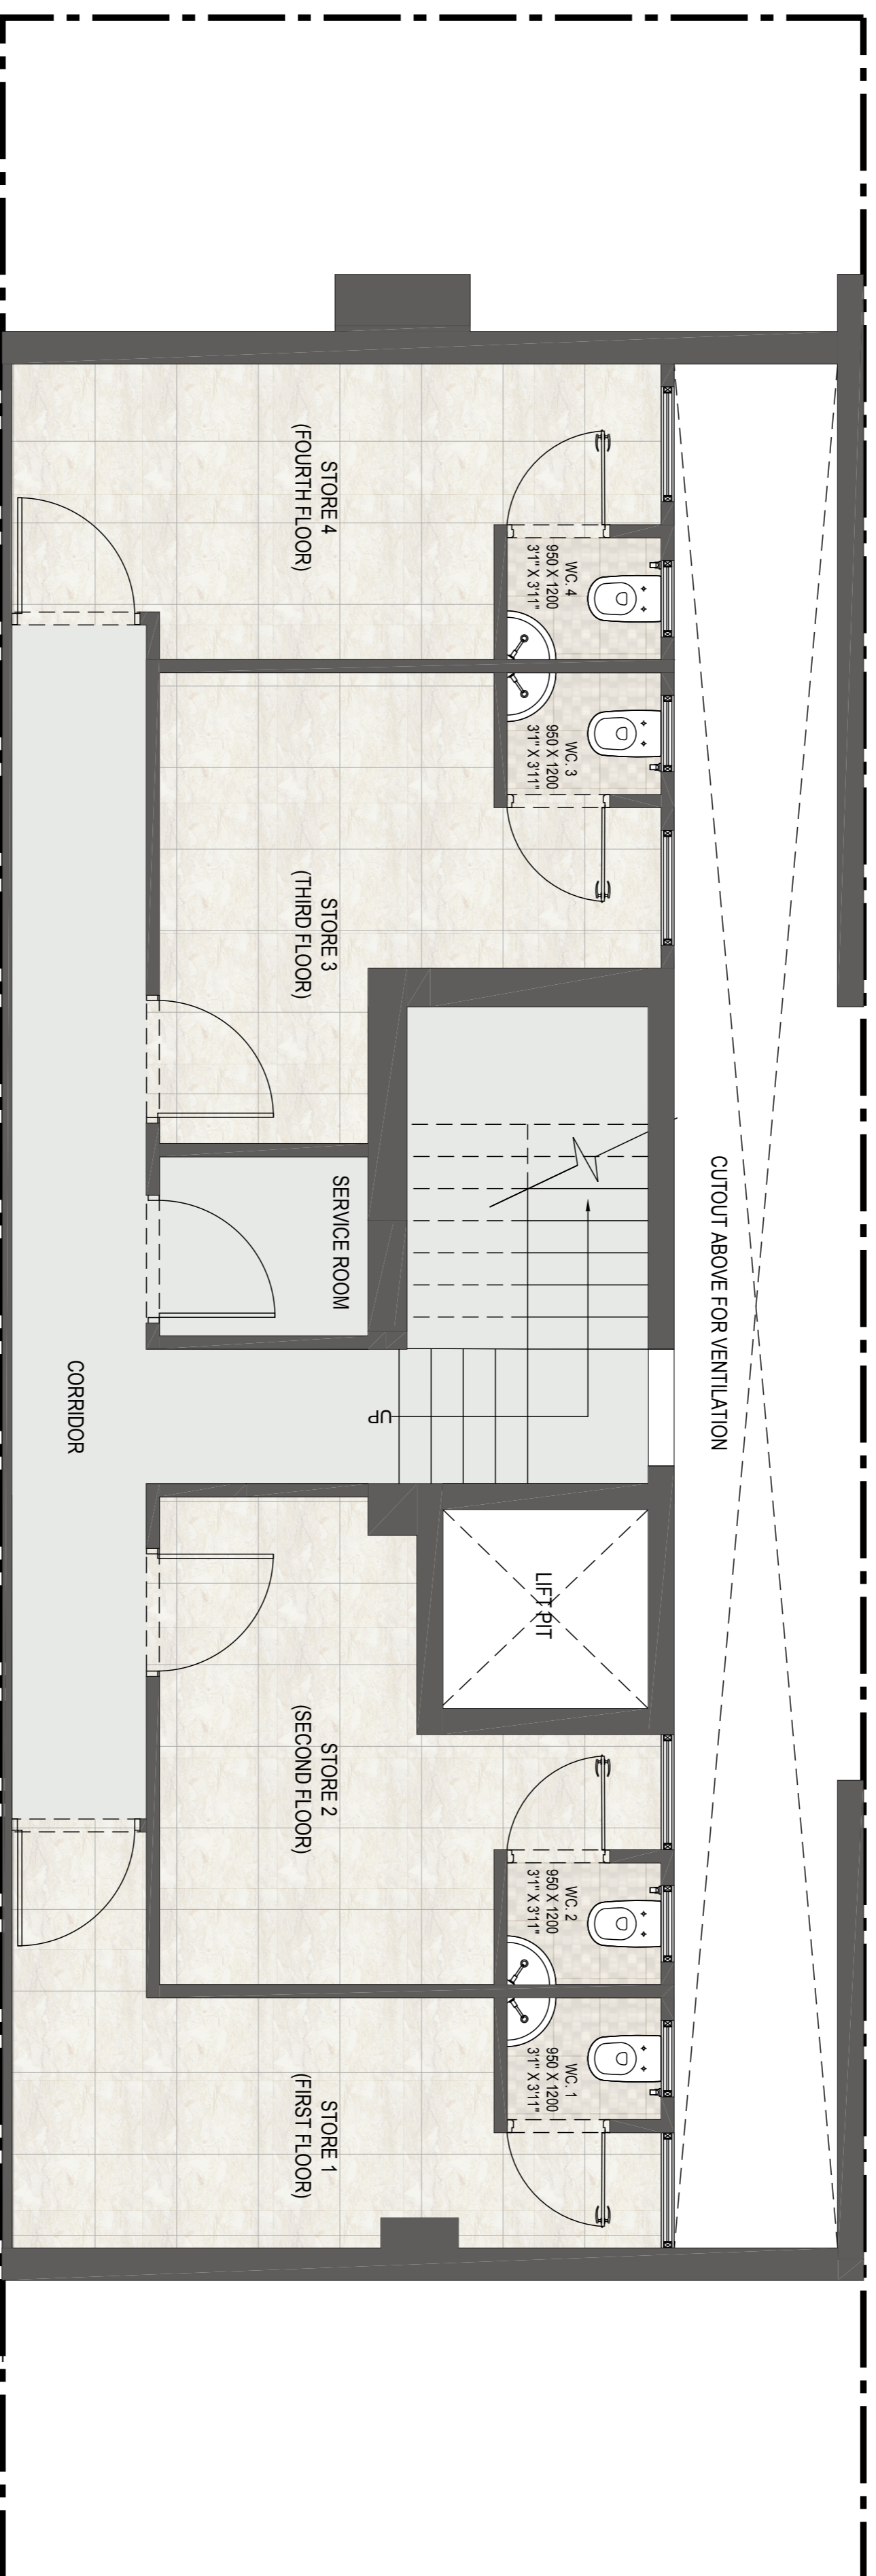 CUTOUT ABOVE FOR VENTILATION
WC. 4
950 X 1200
3'1" X 3'11"
WC. 3
950 X 1200
3'1" X 3'11"
WC. 2
950 X 1200
3'1" X 3'11"
WC. 1
950 X 1200
3'1" X 3'11"
LIFT PIT
STORE 4
(FOURTH FLOOR)
STORE 3
(THIRD FLOOR)
SERVICE ROOM
UP
STORE 2
(SECOND FLOOR)
STORE 1
(FIRST FLOOR)
CORRIDOR